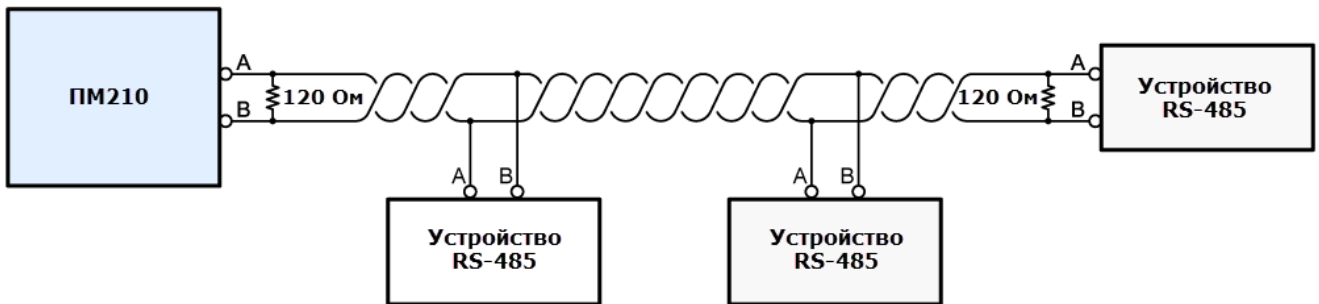 ПМ210
A
B
120 Ом
120 Ом
A
B
Устройство
RS-485
A
B
Устройство
RS-485
A
B
Устройство
RS-485